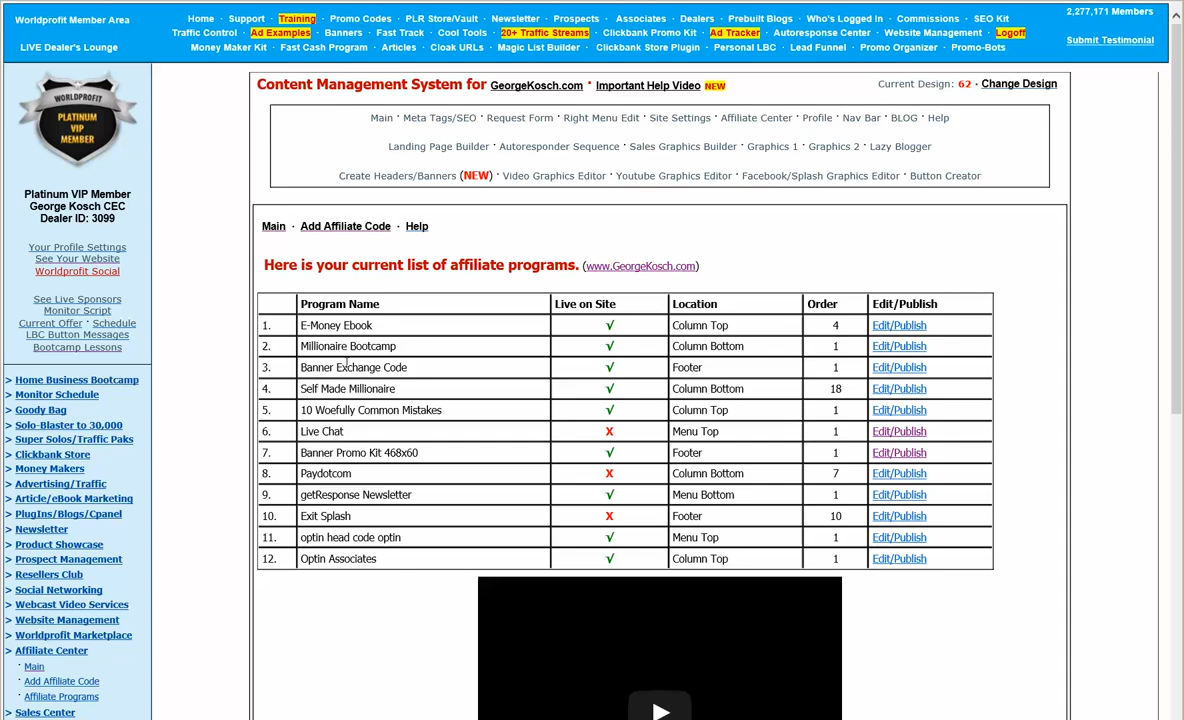 Worldprofit Member Area
LIVE Dealer's Lounge
Home · Support · Training · Promo Codes · PLR Store/Vault · Newsletter · Prospects · Associates · Dealers · Prebuilt Blogs · Who's Logged In · Commissions · SEO Kit
Traffic Control · Ad Examples · Banners · Fast Track · Cool Tools · 20+ Traffic Streams · Clickbank Promo Kit · Ad Tracker · Autoresponder Center · Website Management · Logoff
Money Maker Kit · Fast Cash Program · Articles · Cloak URLs · Magic List Builder · Clickbank Store Plugin · Personal LBC · Lead Funnel · Promo Organizer · Promo-Bots
2,277,171 Members
Submit Testimonial
WORLDPROFIT
PLATINUM
VIP
MEMBER
Platinum VIP Member
George Kosch CEC
Dealer ID: 3099
Your Profile Settings
See Your Website
Worldprofit Social
See Live Sponsors
Monitor Script
Current Offer · Schedule
LBC Button Messages
Bootcamp Lessons
> Home Business Bootcamp
> Monitor Schedule
> Goody Bag
> Solo-Blaster to 30,000
> Super Solos/Traffic Paks
> Clickbank Store
> Money Makers
> Advertising/Traffic
> Article/eBook Marketing
> PlugIns/Blogs/Cpanel
> Newsletter
> Product Showcase
> Prospect Management
> Resellers Club
> Social Networking
> Webcast Video Services
> Website Management
> Worldprofit Marketplace
> Affiliate Center
· Main
· Add Affiliate Code
· Affiliate Programs
> Sales Center
Content Management System for GeorgeKosch.com · Important Help Video NEW
Current Design: 62 · Change Design
Main · Meta Tags/SEO · Request Form · Right Menu Edit · Site Settings · Affiliate Center · Profile · Nav Bar · BLOG · Help
Landing Page Builder · Autoresponder Sequence · Sales Graphics Builder · Graphics 1 · Graphics 2 · Lazy Blogger
Create Headers/Banners (NEW) · Video Graphics Editor · Youtube Graphics Editor · Facebook/Splash Graphics Editor · Button Creator
Main · Add Affiliate Code · Help
Here is your current list of affiliate programs. (www.GeorgeKosch.com)
Program Name Live on Site Location Order Edit/Publish
1. E-Money Ebook √ Column Top 4 Edit/Publish
2. Millionaire Bootcamp √ Column Bottom 1 Edit/Publish
3. Banner Exchange Code √ Footer 1 Edit/Publish
4. Self Made Millionaire √ Column Bottom 18 Edit/Publish
5. 10 Woefully Common Mistakes √ Column Top 1 Edit/Publish
6. Live Chat X Menu Top 1 Edit/Publish
7. Banner Promo Kit 468x60 √ Footer 1 Edit/Publish
8. Paydotcom X Column Bottom 7 Edit/Publish
9. getResponse Newsletter √ Menu Bottom 1 Edit/Publish
10. Exit Splash X Footer 10 Edit/Publish
11. optin head code optin √ Menu Top 1 Edit/Publish
12. Optin Associates √ Column Top 1 Edit/Publish